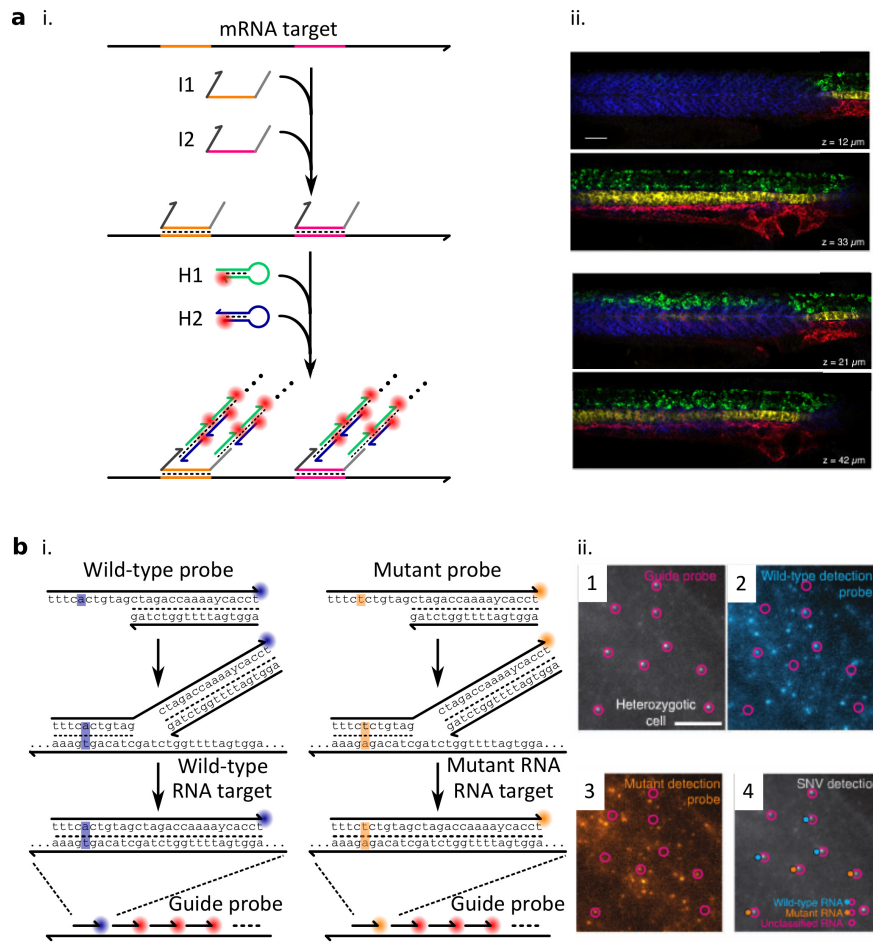 a i.
mRNA target
I1
I2
H1
H2
ii.
z = 12 µm
z = 33 µm
z = 21 µm
z = 42 µm
b i.
Wild-type probe
tttcactgtagctagaccaaaaycacct
gatctggttttagtgga
ctagaccaaaaycacct
gatctggttttagtgga
tttcactgtag
...aaagtgacatcgatctggttttagtgga...
Wild-type
RNA target
tttcactgtagctagaccaaaaycacct
aaagtgacatcgatctggttttagtgga
Guide probe
Mutant probe
tttctctgtagctagaccaaaaycacct
gatctggttttagtgga
ctagaccaaaaycacct
gatctggttttagtgga
tttctctgtag
...aaagagacatcgatctggttttagtgga...
Mutant RNA
RNA target
tttctctgtagctagaccaaaaycacct
aaagagacatcgatctggttttagtgga
Guide probe
ii.
1
Guide probe
Heterozygotic
cell
2
Wild-type detection
probe
3
Mutant detection
probe
4
SNV detectio
Wild-type RNA
Mutant RNA
Unclassified RNA